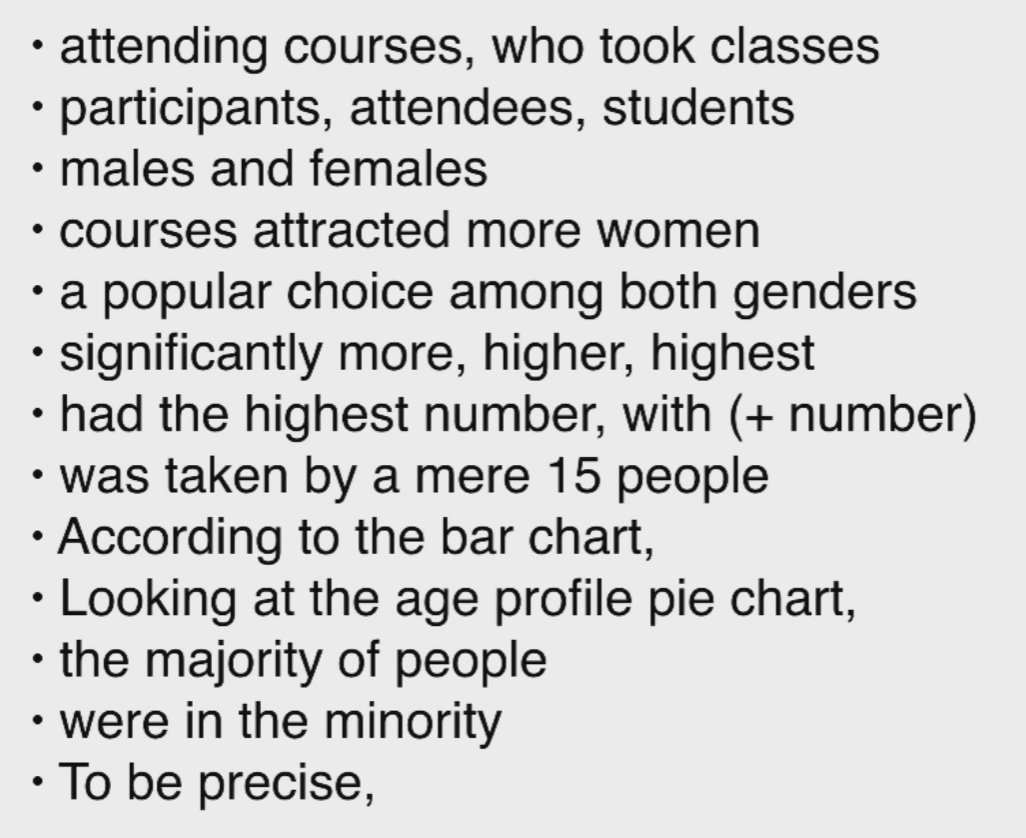 • attending courses, who took classes
• participants, attendees, students
• males and females
• courses attracted more women
• a popular choice among both genders
• significantly more, higher, highest
• had the highest number, with (+ number)
• was taken by a mere 15 people
• According to the bar chart,
• Looking at the age profile pie chart,
• the majority of people
• were in the minority
• To be precise,